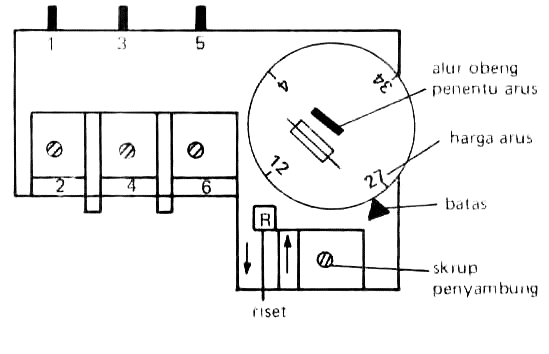 1 3 5
4 34
alur obeng
penentu arus
harga arus
12 27
2 4 6
batas
R
skrup
penyambung
riset